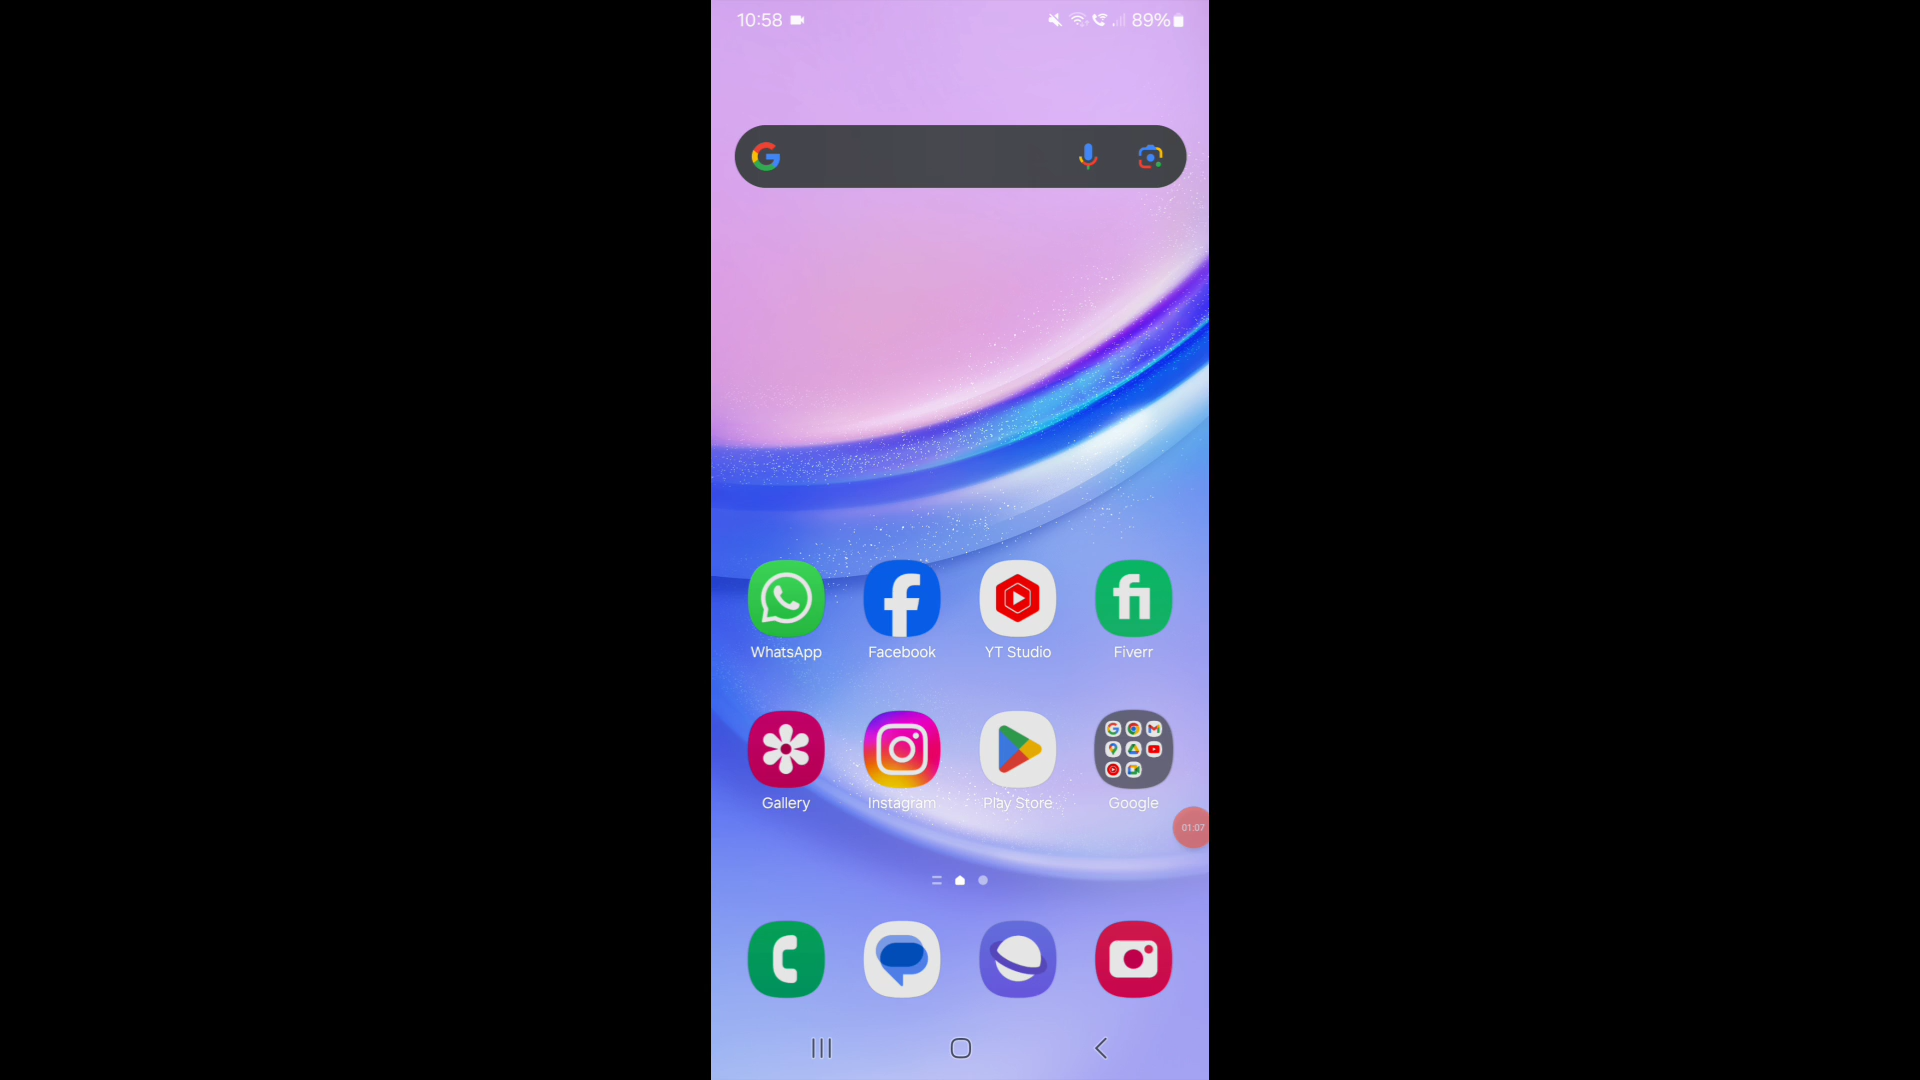 10:58 89%
WhatsApp Facebook YT Studio Fiverr
Gallery Instagram Play Store Google
01:07